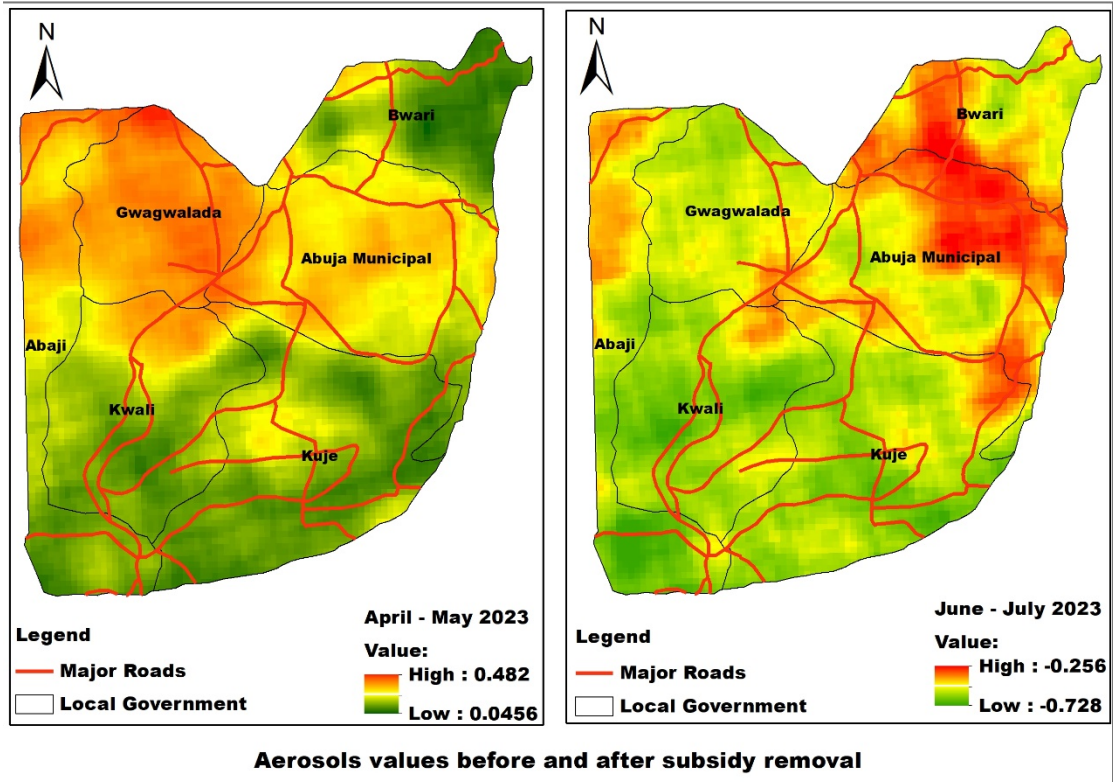 N
Bwari
Gwagwalada
Abuja Municipal
Abaji
Kwali
Kuje
April - May 2023
Legend
Value:
Major Roads
High : 0.482
Local Government
Low : 0.0456
N
Bwari
Gwagwalada
Abuja Municipal
Abaji
Kwali
Kuje
June - July 2023
Legend
Value:
Major Roads
High : -0.256
Local Government
Low : -0.728
Aerosols values before and after subsidy removal